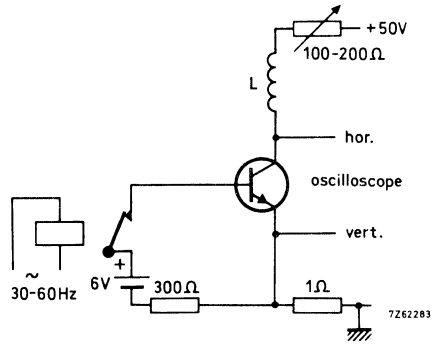 +50V
100-200Ω
L
hor.
oscilloscope
vert.
~
30-60Hz
+
6V
300Ω
1Ω
7Z62283